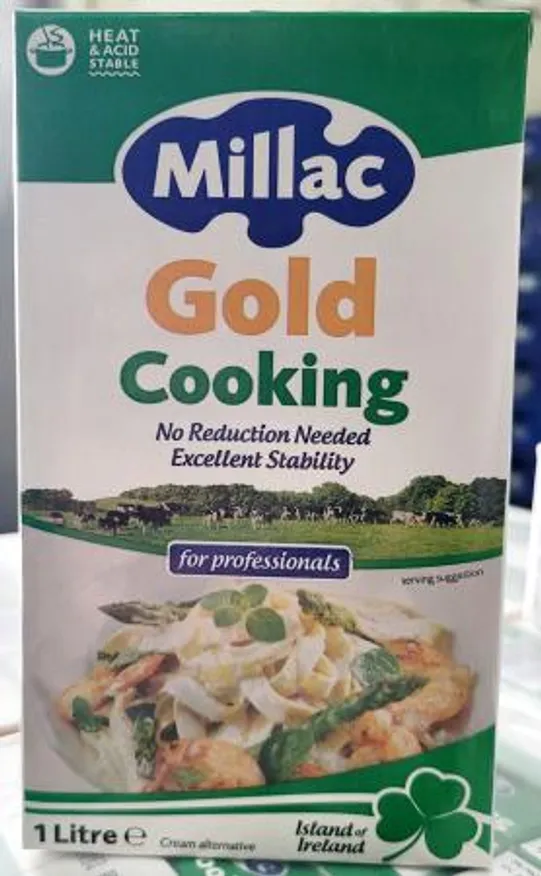 HEAT
& ACID
STABLE
Millac
Gold
Cooking
No Reduction Needed
Excellent Stability
for professionals
serving suggestion
1 Litre ℮
Cream alternative
Island of
Ireland